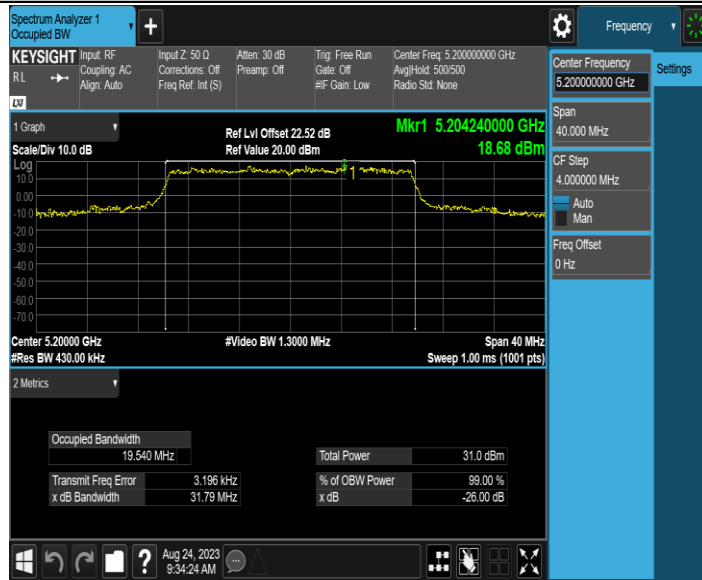 Spectrum Analyzer 1
Occupied BW
+
Frequency
KEYSIGHT
RL
LXI
Input: RF
Coupling: AC
Align: Auto
Input Z: 50 Ω
Corrections: Off
Freq Ref: Int (S)
Atten: 30 dB
Preamp: Off
Trig: Free Run
Gate: Off
#IF Gain: Low
Center Freq: 5.200000000 GHz
Avg|Hold: 500/500
Radio Std: None
Center Frequency
5.200000000 GHz
Settings
Span
40.000 MHz
CF Step
4.000000 MHz
Auto
Man
Freq Offset
0 Hz
1 Graph
Scale/Div 10.0 dB
Ref Lvl Offset 22.52 dB
Ref Value 20.00 dBm
Mkr1 5.204240000 GHz
18.68 dBm
Log
10.0
0.00
-10.0
-20.0
-30.0
-40.0
-50.0
-60.0
-70.0
1
Center 5.20000 GHz
#Res BW 430.00 kHz
#Video BW 1.3000 MHz
Span 40 MHz
Sweep 1.00 ms (1001 pts)
2 Metrics
Occupied Bandwidth
19.540 MHz
Transmit Freq Error 3.196 kHz
x dB Bandwidth 31.79 MHz
Total Power 31.0 dBm
% of OBW Power 99.00 %
x dB -26.00 dB
?
Aug 24, 2023
9:34:24 AM